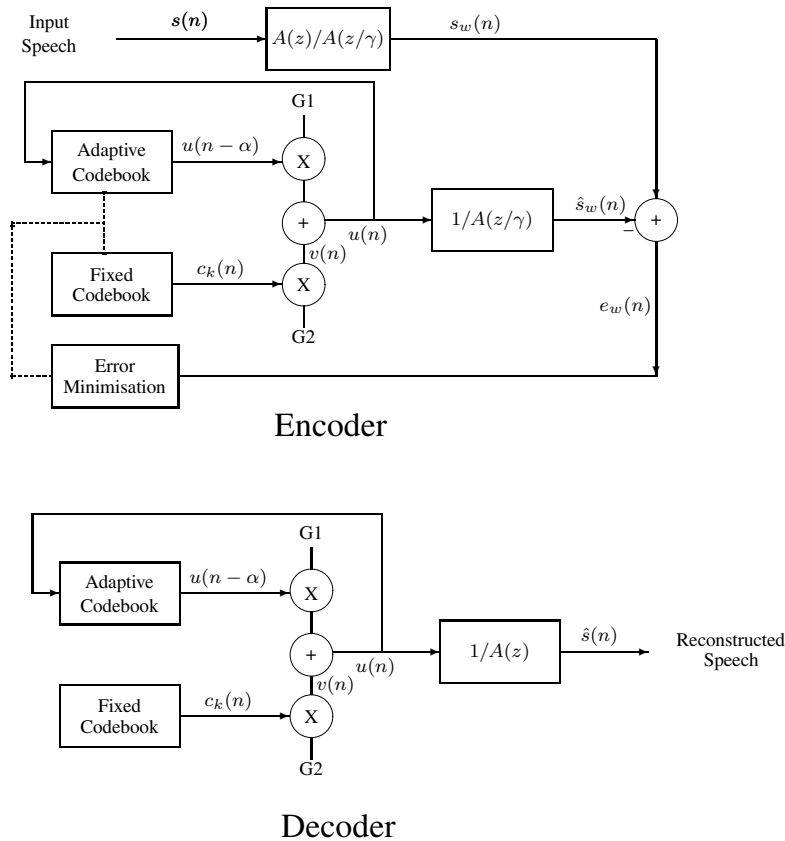 Input
Speech
s(n)
A(z)/A(z/γ)
s_w(n)
G1
Adaptive
Codebook
u(n − α)
X
+
u(n)
v(n)
1/A(z/γ)
ŝ_w(n)
+
−
Fixed
Codebook
c_k(n)
X
G2
e_w(n)
Error
Minimisation
Encoder
G1
Adaptive
Codebook
u(n − α)
X
+
u(n)
v(n)
1/A(z)
ŝ(n)
Reconstructed
Speech
Fixed
Codebook
c_k(n)
X
G2
Decoder